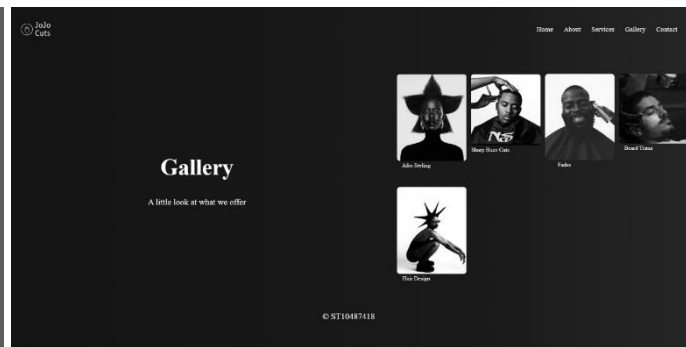 JoJo
Cuts
Home About Services Gallery Contact
Gallery
A little look at what we offer
Nas
Afro Styling
Sharp Buzz Cuts
Fades
Beard Trims
Hair Design
© ST10487418